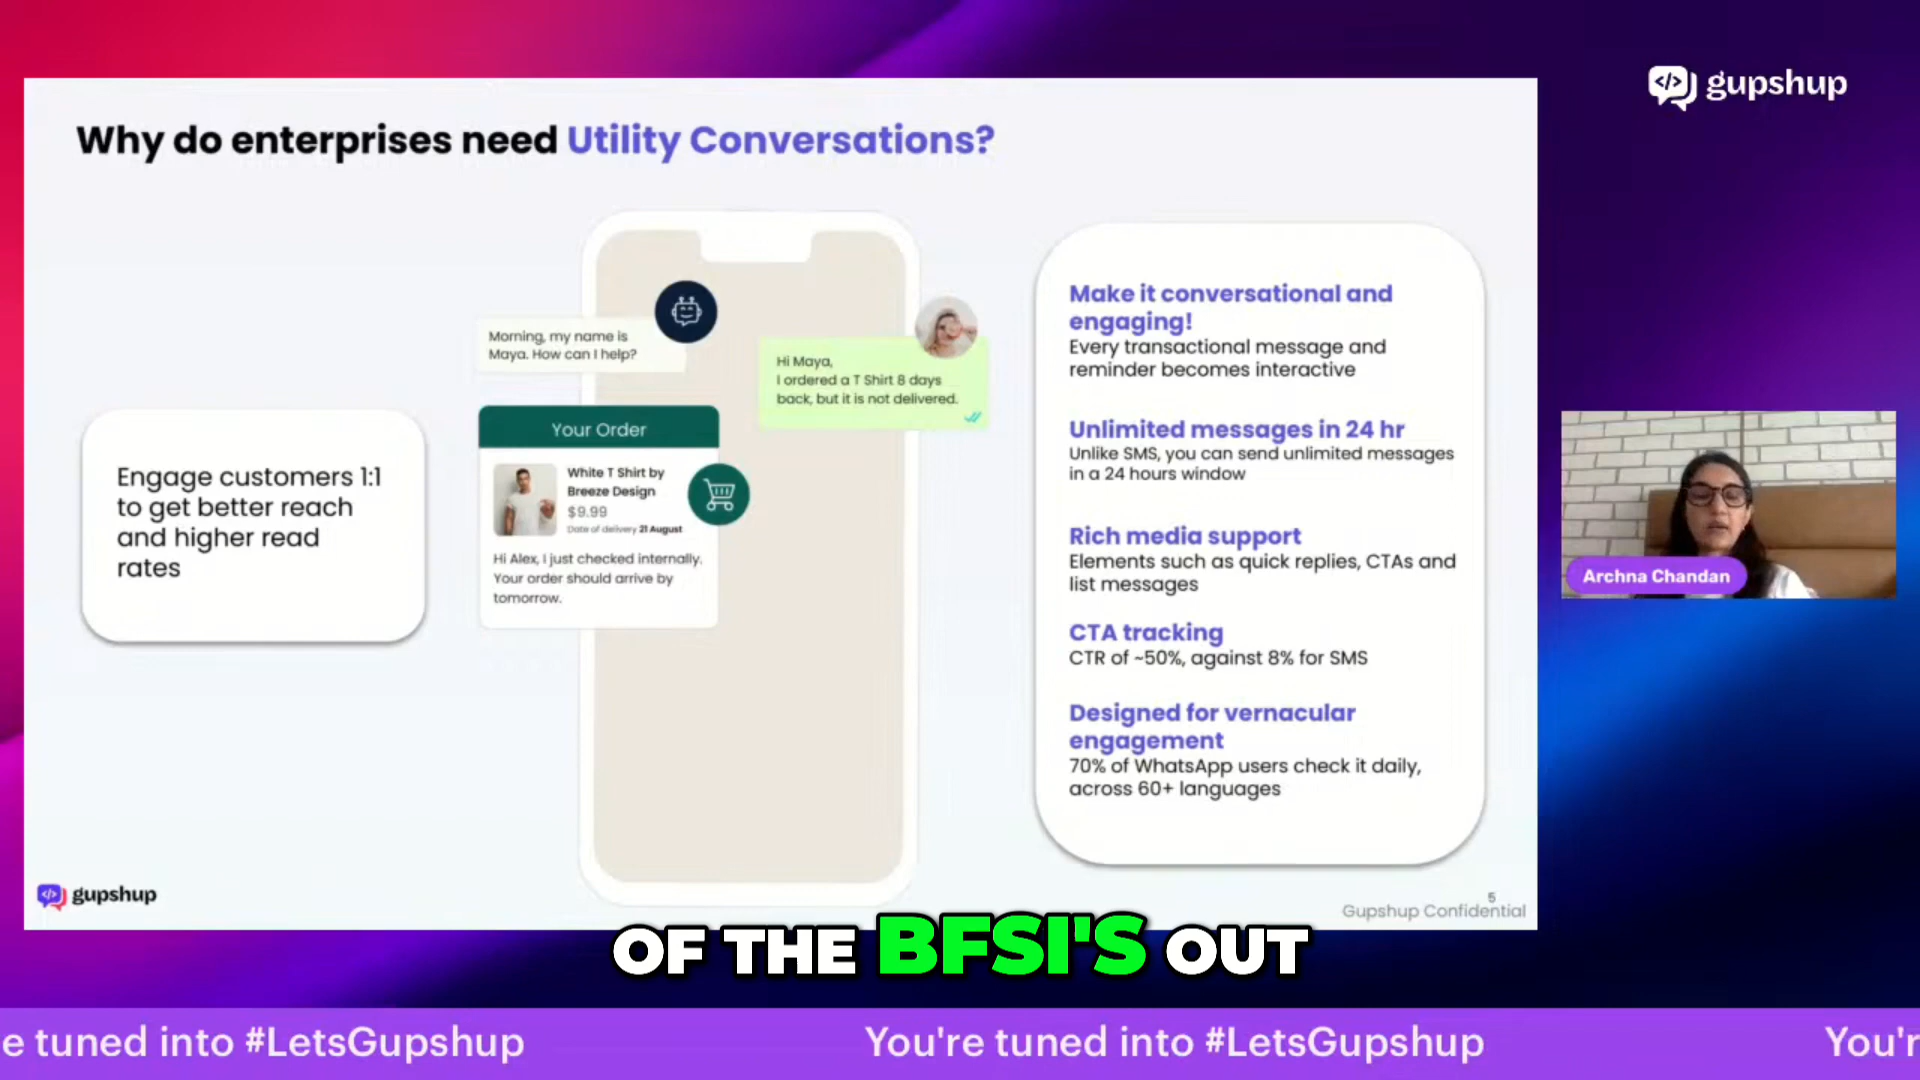 gupshup
Why do enterprises need Utility Conversations?
Engage customers 1:1
to get better reach
and higher read
rates
Morning, my name is
Maya. How can I help?
Hi Maya,
I ordered a T Shirt 8 days
back, but it is not delivered.
Your Order
White T Shirt by
Breeze Design
$9.99
Date of delivery 21 August
Hi Alex, I just checked internally.
Your order should arrive by
tomorrow.
Make it conversational and
engaging!
Every transactional message and
reminder becomes interactive
Unlimited messages in 24 hr
Unlike SMS, you can send unlimited messages
in a 24 hours window
Rich media support
Elements such as quick replies, CTAs and
list messages
CTA tracking
CTR of ~50%, against 8% for SMS
Designed for vernacular
engagement
70% of WhatsApp users check it daily,
across 60+ languages
Archna Chandan
gupshup
5
Gupshup Confidential
OF THE BFSI'S OUT
e tuned into #LetsGupshup
You're tuned into #LetsGupshup
You'r